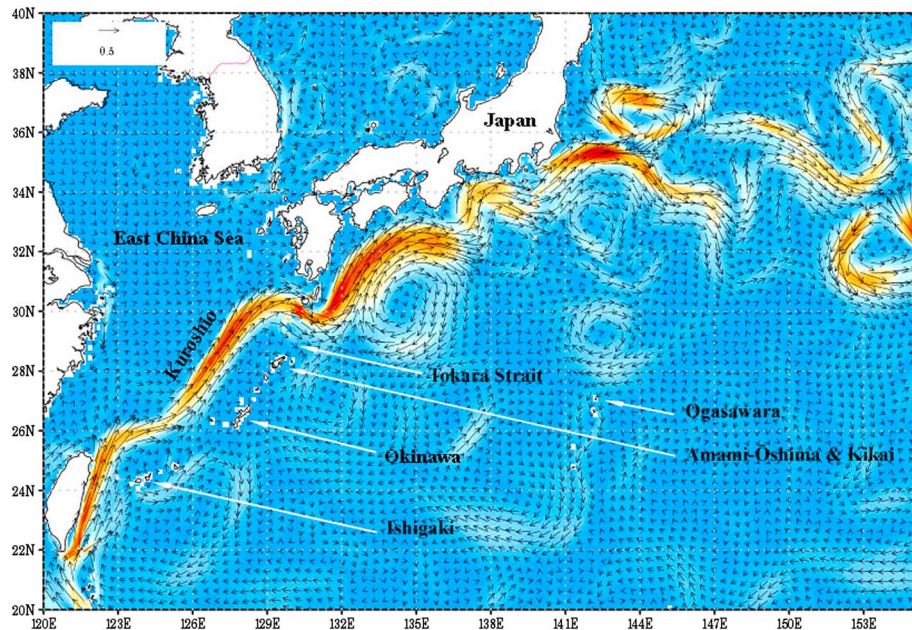 40N
0.5
38N
36N
Japan
34N
East China Sea
32N
30N
Kuroshio
Tokara Strait
28N
Ogasawara
26N
Okinawa
Amami-Ōshima & Kikai
24N
Ishigaki
22N
20N
120E 123E 126E 129E 132E 135E 138E 141E 144E 147E 150E 153E